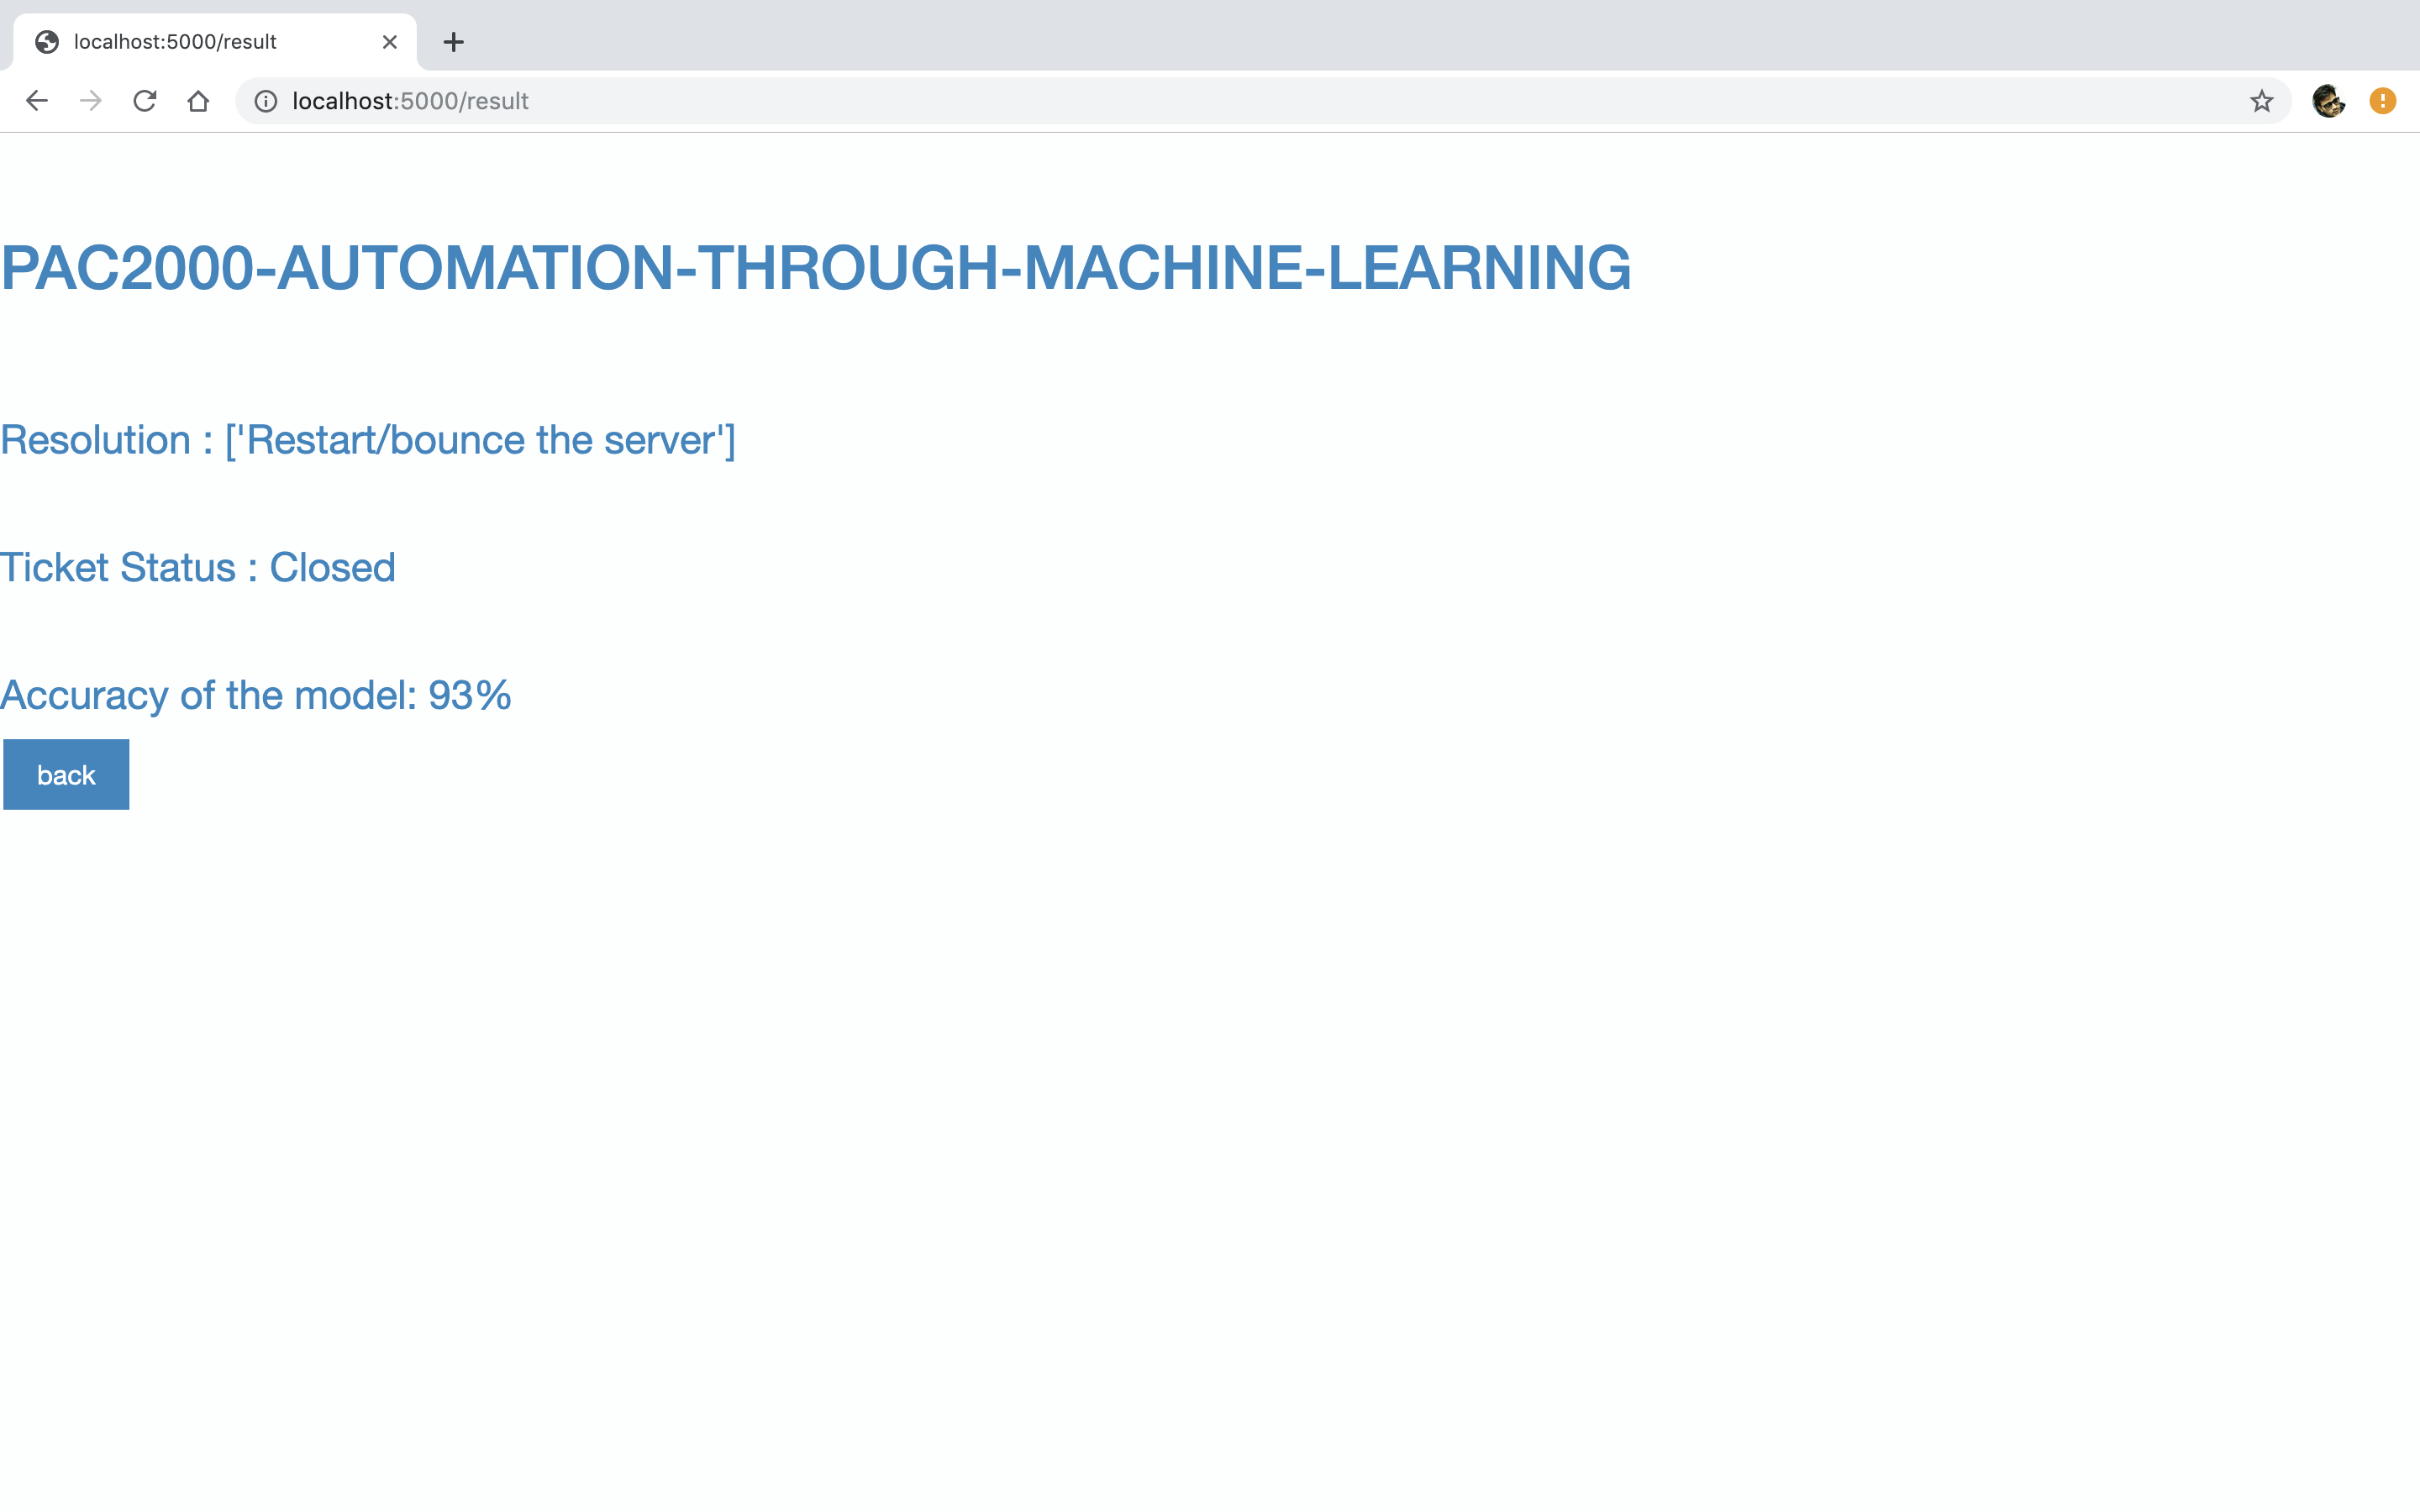 localhost:5000/result
localhost:5000/result
PAC2000-AUTOMATION-THROUGH-MACHINE-LEARNING
Resolution : ['Restart/bounce the server']
Ticket Status : Closed
Accuracy of the model: 93%
back